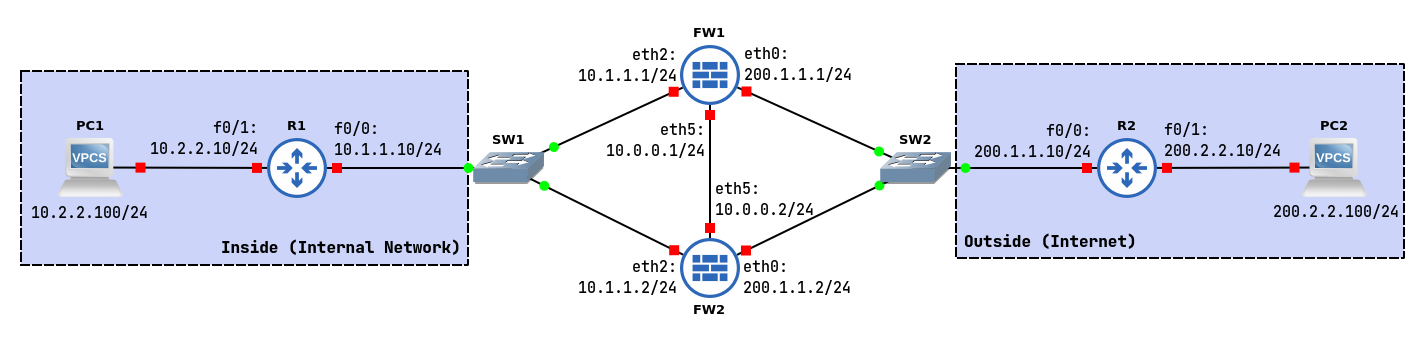 FW1
eth2:
10.1.1.1/24
eth0:
200.1.1.1/24
PC1
VPCS
10.2.2.100/24
f0/1:
10.2.2.10/24
R1
f0/0:
10.1.1.10/24
Inside (Internal Network)
SW1
eth5:
10.0.0.1/24
eth5:
10.0.0.2/24
SW2
f0/0:
200.1.1.10/24
R2
f0/1:
200.2.2.10/24
PC2
VPCS
200.2.2.100/24
Outside (Internet)
eth2:
10.1.1.2/24
eth0:
200.1.1.2/24
FW2